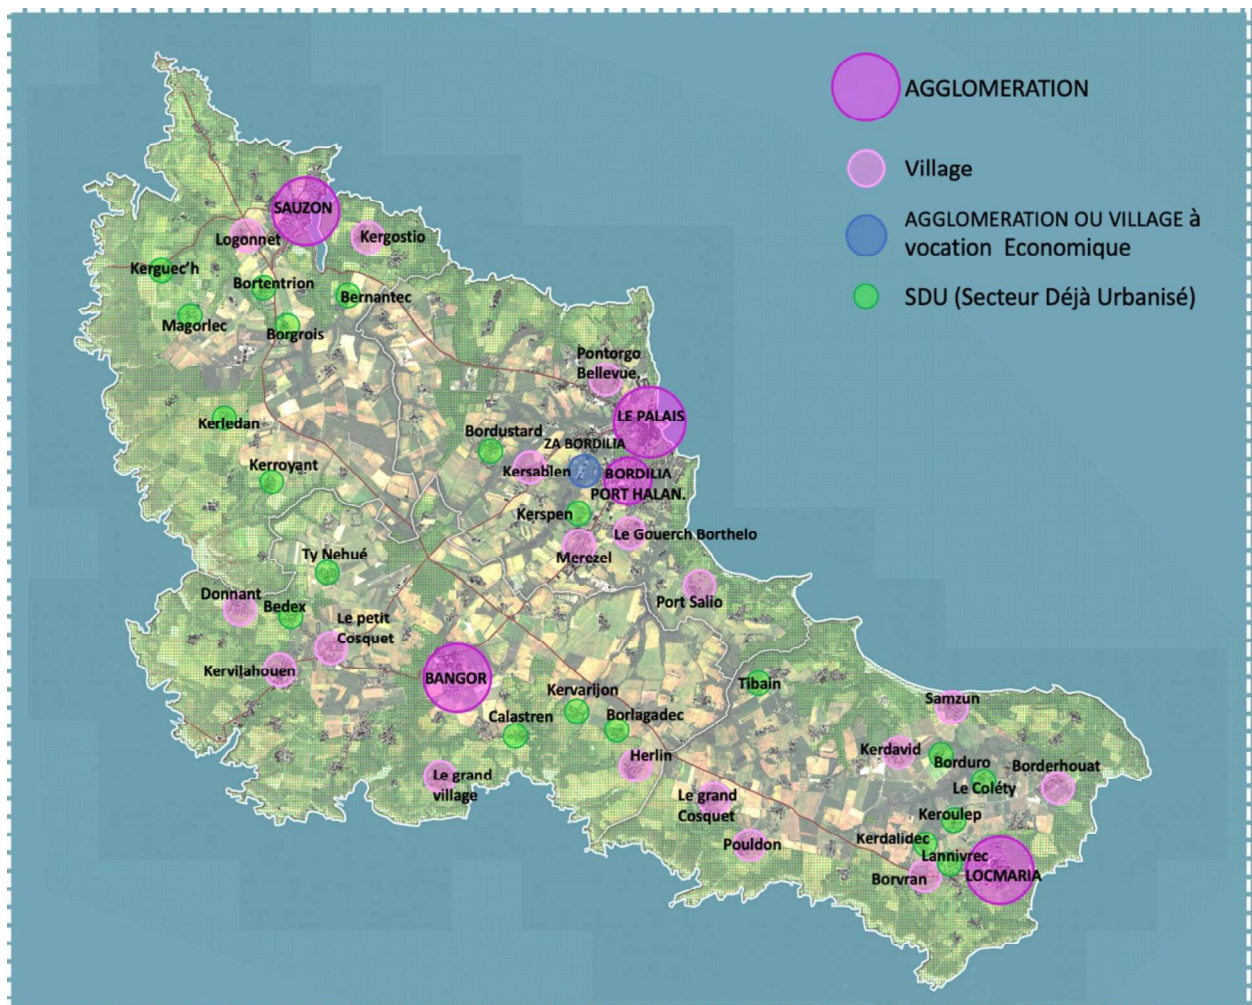 AGGLOMERATION
Village
AGGLOMERATION OU VILLAGE à
vocation Economique
SDU (Secteur Déjà Urbanisé)
SAUZON
Logonnet
Kergostio
Kerguec'h
Bortentrion
Bernantec
Magorlec
Borgrois
Pontorgo
Bellevue.
Kerledan
LE PALAIS
Bordustard
ZA BORDILIA
Kerroyant
Kersablen
BORDILIA
PORT HALAN.
Kerspen
Le Gouerch Borthelo
Merezel
Ty Nehué
Donnant
Bedex
Port Salio
Le petit
Cosquet
Kervilahouen
BANGOR
Kervarijon
Tibain
Calastren
Borlagadec
Samzun
Herlin
Kerdavid
Borduro
Borderhouat
Le grand
village
Le Coléty
Le grand
Cosquet
Keroulep
Pouldon
Kerdalidec
Lannivrec
Borvran
LOCMARIA